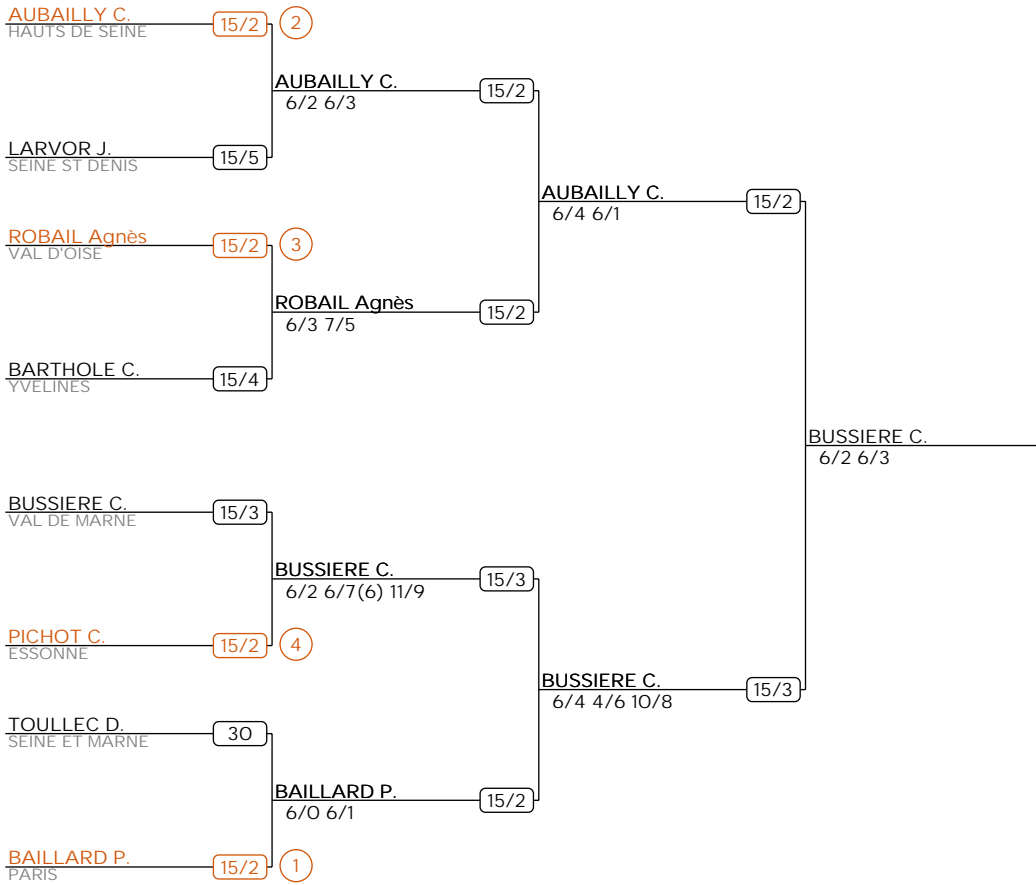 AUBAILLY C.
HAUTS DE SEINE
15/2
2
AUBAILLY C.
6/2 6/3
15/2
LARVOR J.
SEINE ST DENIS
15/5
AUBAILLY C.
6/4 6/1
15/2
ROBAIL Agnès
VAL D'OISE
15/2
3
ROBAIL Agnès
6/3 7/5
15/2
BARTHOLE C.
YVELINES
15/4
BUSSIERE C.
6/2 6/3
BUSSIERE C.
VAL DE MARNE
15/3
BUSSIERE C.
6/2 6/7(6) 11/9
15/3
PICHOT C.
ESSONNE
15/2
4
BUSSIERE C.
6/4 4/6 10/8
15/3
TOULLEC D.
SEINE ET MARNE
30
BAILLARD P.
6/0 6/1
15/2
BAILLARD P.
PARIS
15/2
1